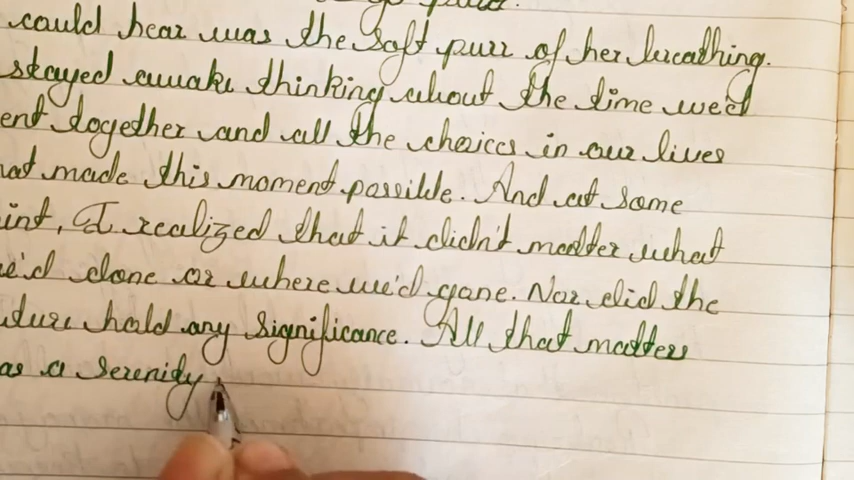 could hear was the soft purr of her breathing.
stayed awake thinking about the time we'd
ent together and all the choices in our lives
at made this moment possible. And at some
int, I realized that it didn't matter what
e'd done or where we'd gone. Nor did the
ture hold any significance. All that matters
as a serenity